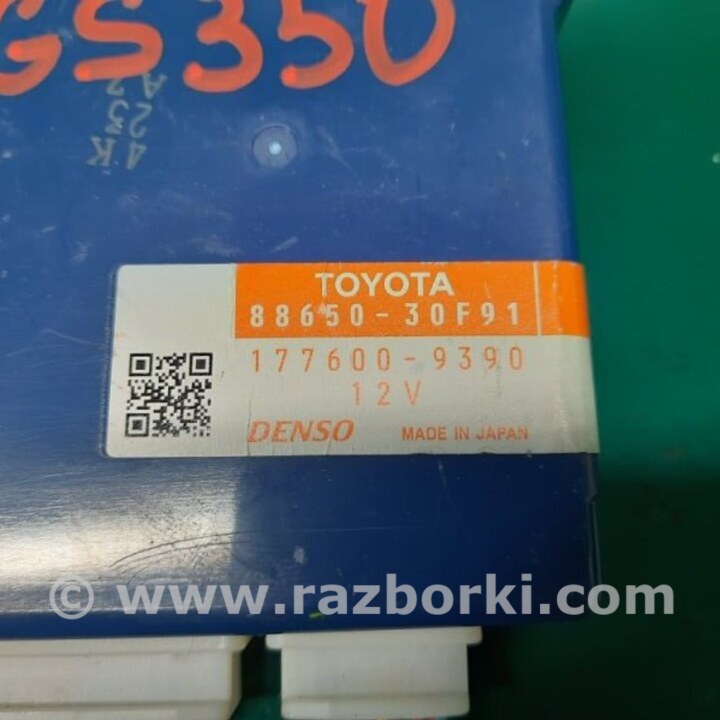 GS350
TOYOTA
88650-30F91
177600-9390
12V
DENSO MADE IN JAPAN
© www.razborki.com